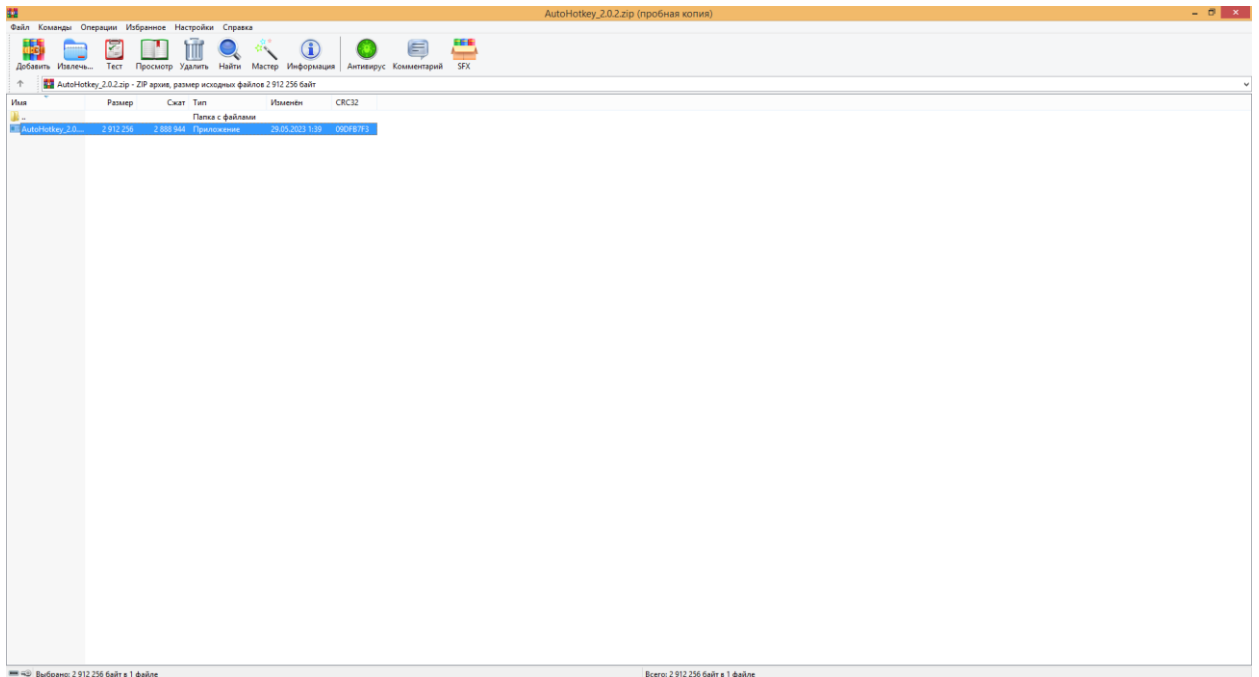 AutoHotkey_2.0.2.zip (пробная копия)
Файл Команды Операции Избранное Настройки Справка
Добавить Извлечь... Тест Просмотр Удалить Найти Мастер Информация Антивирус Комментарий SFX
AutoHotkey_2.0.2.zip - ZIP архив, размер исходных файлов 2 912 256 байт
Имя Размер Сжат Тип Изменён CRC32
.. Папка с файлами
AutoHotkey_2.0.... 2 912 256 2 888 944 Приложение 29.05.2023 1:39 09DFB7F3
Выбрано: 2 912 256 байт в 1 файле Всего: 2 912 256 байт в 1 файле